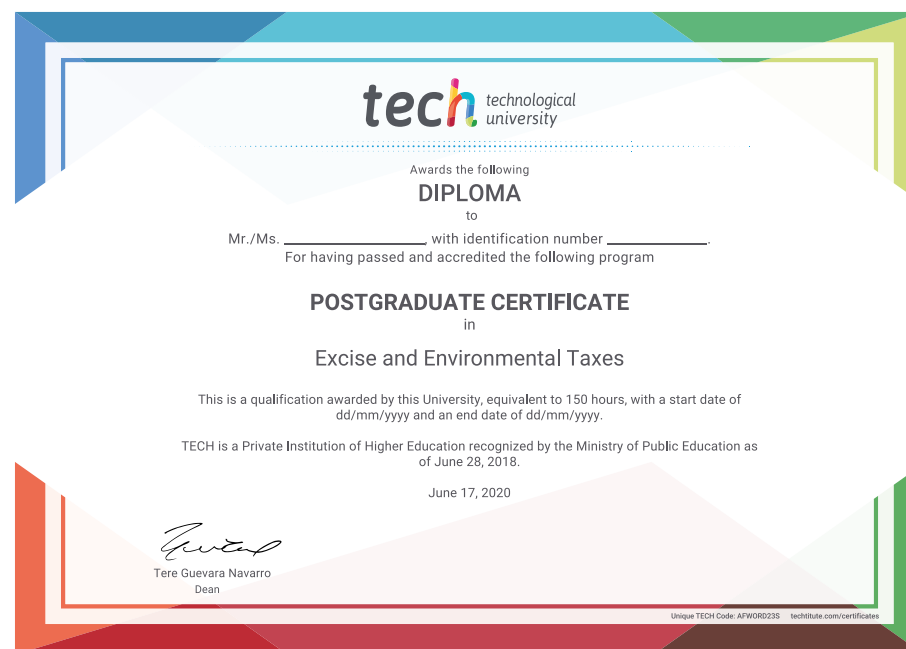 tech technological
university
Awards the following
DIPLOMA
to
Mr./Ms. ____________, with identification number ____________.
For having passed and accredited the following program
POSTGRADUATE CERTIFICATE
in
Excise and Environmental Taxes
This is a qualification awarded by this University, equivalent to 150 hours, with a start date of
dd/mm/yyyy and an end date of dd/mm/yyyy.
TECH is a Private Institution of Higher Education recognized by the Ministry of Public Education as
of June 28, 2018.
June 17, 2020
Tere Guevara Navarro
Dean
Unique TECH Code: AFWORD23S techtitute.com/certificates